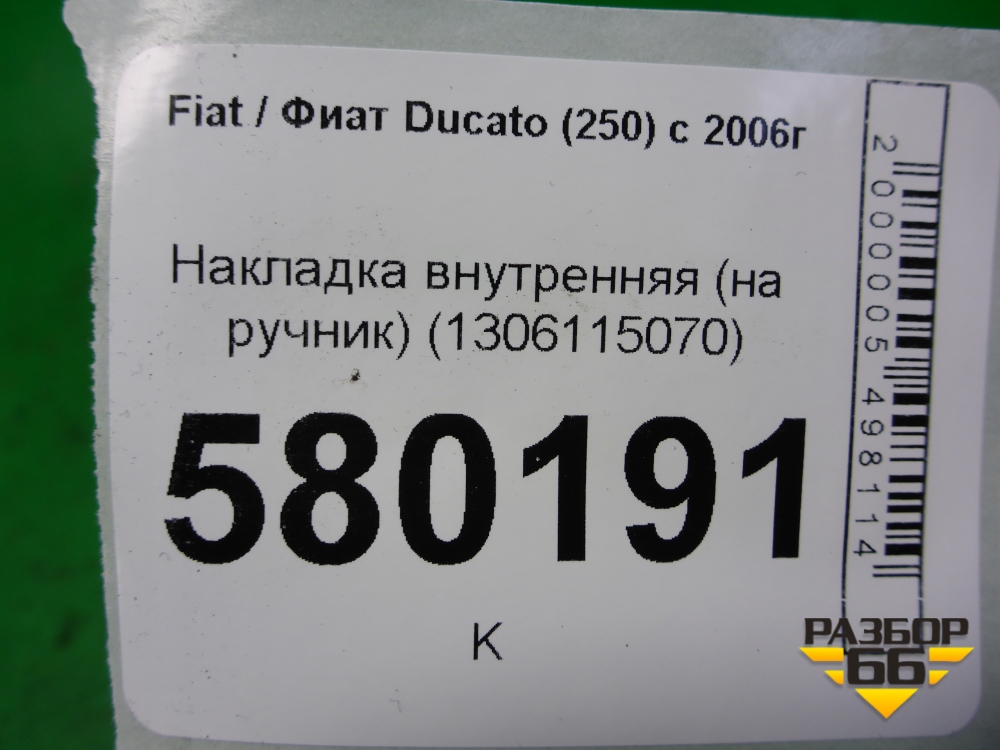 Fiat / Фиат Ducato (250) с 2006г
Накладка внутренняя (на
ручник) (1306115070)
580191
К
2000005498114
РАЗБОР
66